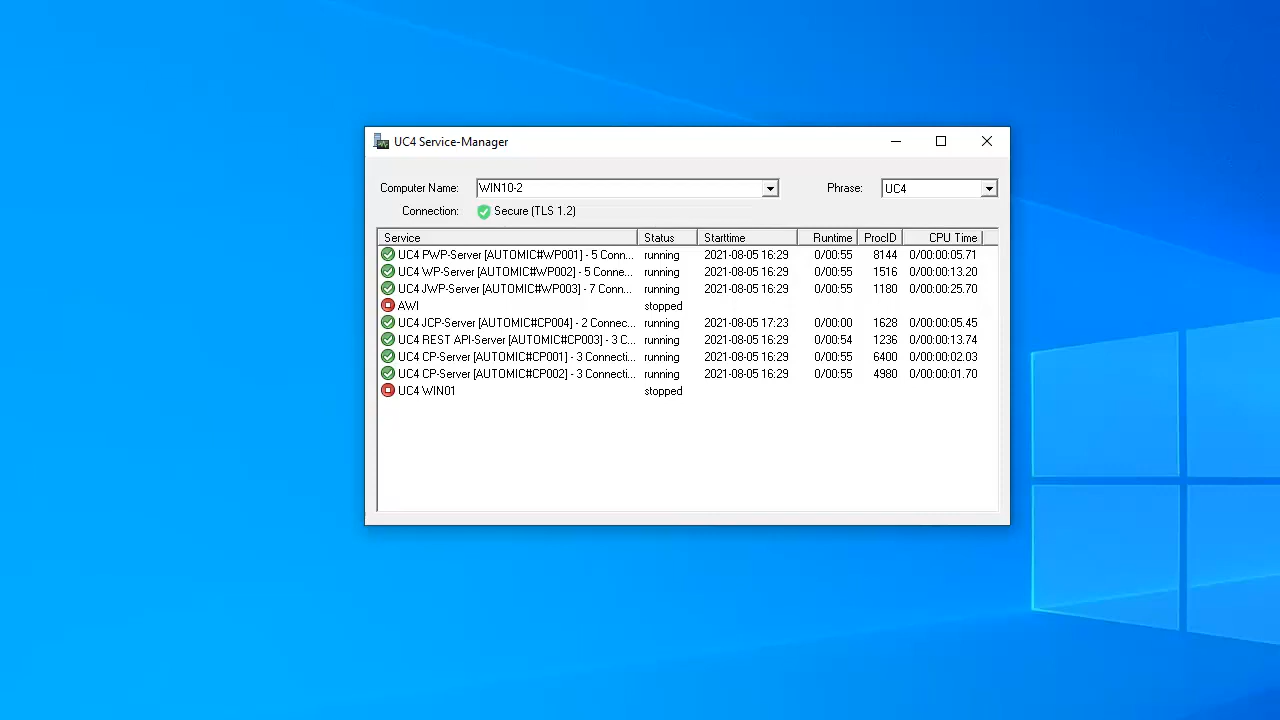 UC4 Service-Manager
Computer Name: WIN10-2 Phrase: UC4
Connection: Secure (TLS 1.2)
Service Status Starttime Runtime ProcID CPU Time
UC4 PWP-Server [AUTOMIC#WP001] - 5 Conn... running 2021-08-05 16:29 0/00:55 8144 0/00:00:05.71
UC4 WP-Server [AUTOMIC#WP002] - 5 Conne... running 2021-08-05 16:29 0/00:55 1516 0/00:00:13.20
UC4 JWP-Server [AUTOMIC#WP003] - 7 Conn... running 2021-08-05 16:29 0/00:55 1180 0/00:00:25.70
AWI stopped
UC4 JCP-Server [AUTOMIC#CP004] - 2 Connec... running 2021-08-05 17:23 0/00:00 1628 0/00:00:05.45
UC4 REST API-Server [AUTOMIC#CP003] - 3 C... running 2021-08-05 16:29 0/00:54 1236 0/00:00:13.74
UC4 CP-Server [AUTOMIC#CP001] - 3 Connecti... running 2021-08-05 16:29 0/00:55 6400 0/00:00:02.03
UC4 CP-Server [AUTOMIC#CP002] - 3 Connecti... running 2021-08-05 16:29 0/00:55 4980 0/00:00:01.70
UC4 WIN01 stopped